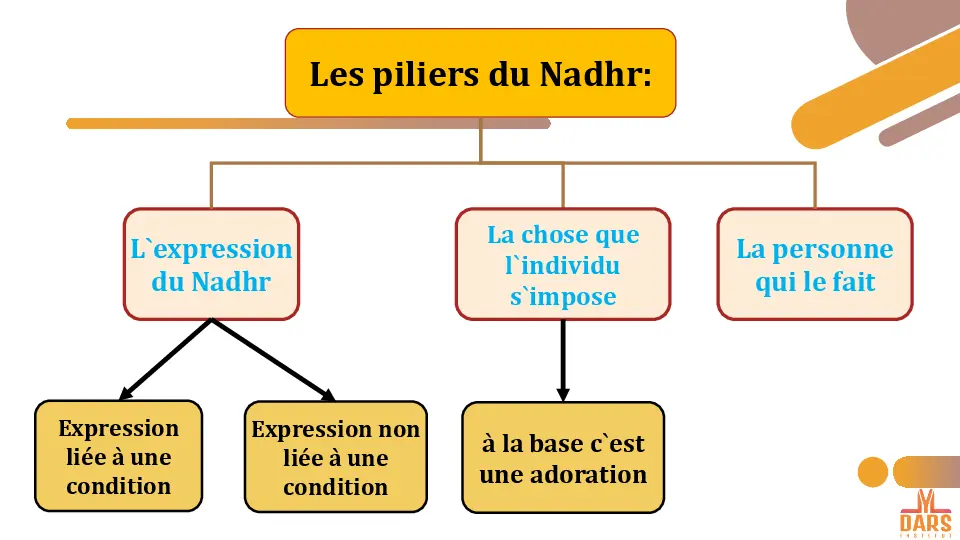 Les piliers du Nadhr:
L`expression
du Nadhr
La chose que
l`individu
s`impose
La personne
qui le fait
Expression
liée à une
condition
Expression non
liée à une
condition
à la base c`est
une adoration
DARS
INSTITUT